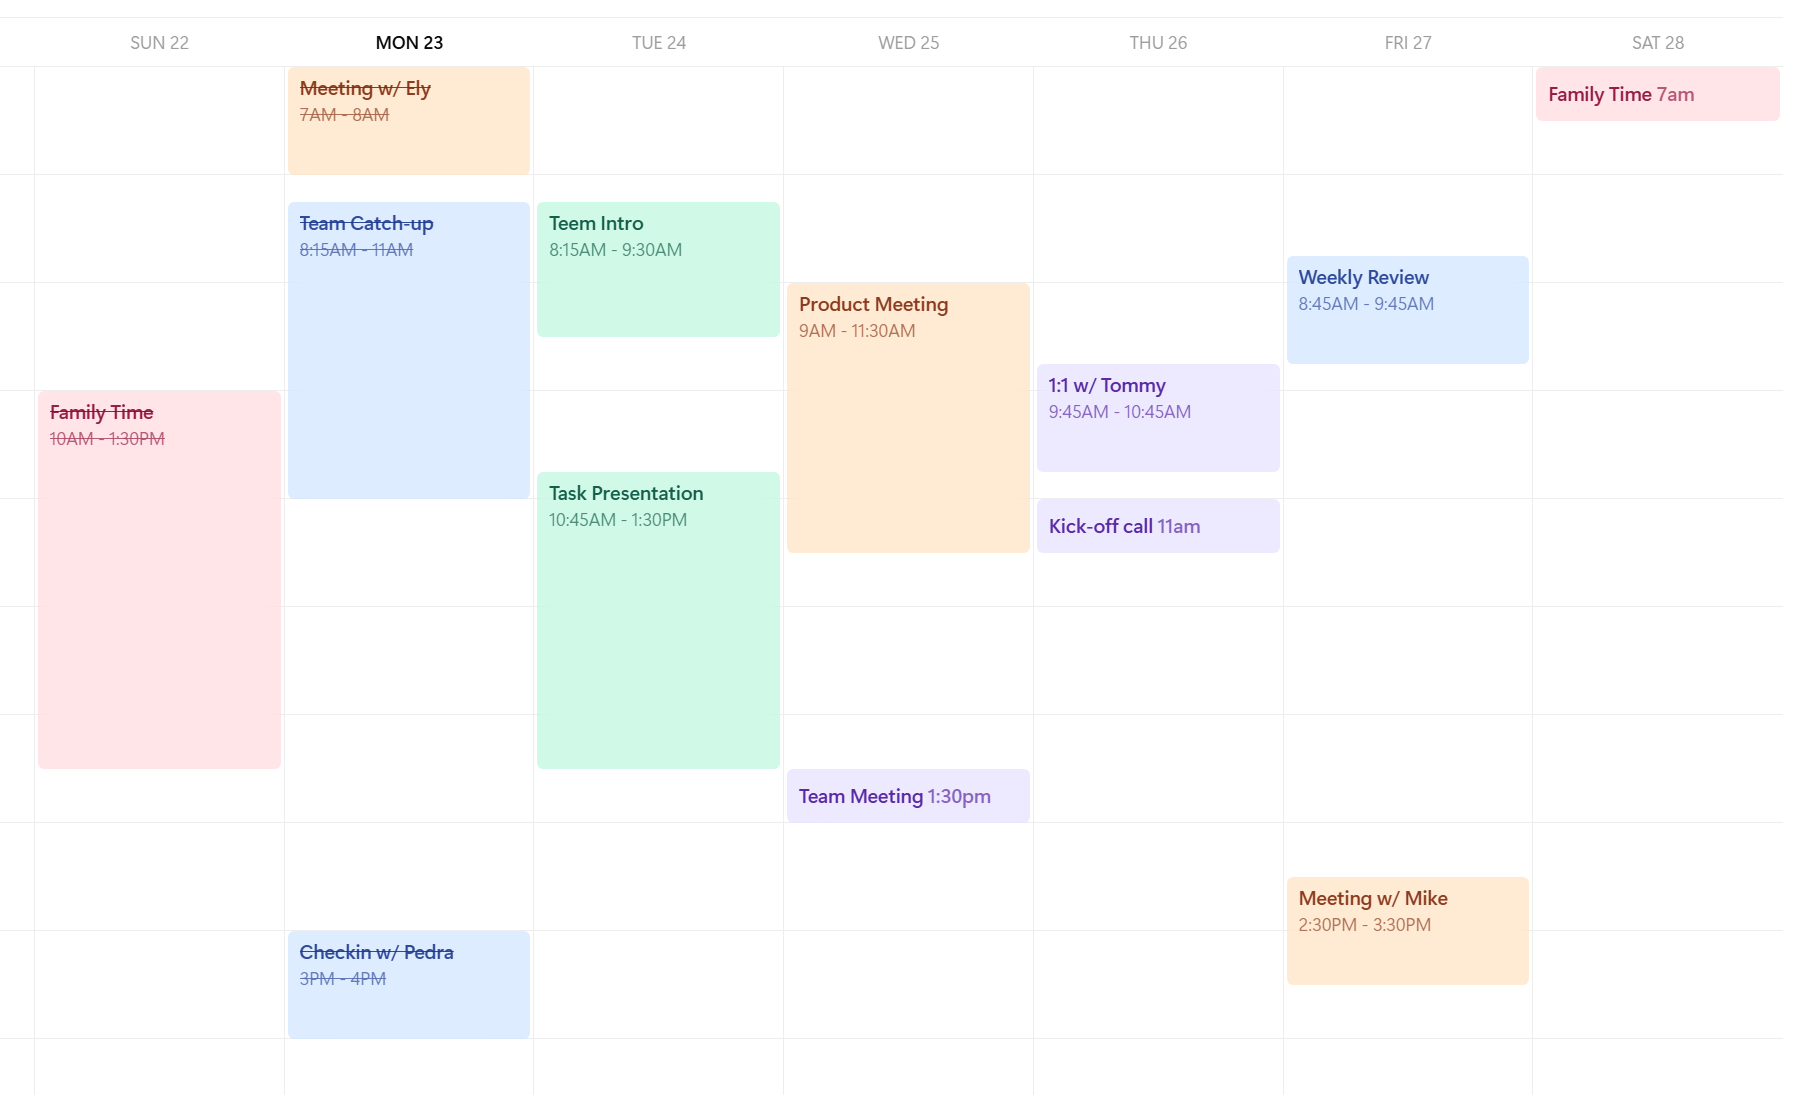 SUN 22
MON 23
TUE 24
WED 25
THU 26
FRI 27
SAT 28
Family Time
10AM - 1:30PM
Meeting w/ Ely
7AM - 8AM
Team Catch-up
8:15AM - 11AM
Checkin w/ Pedra
3PM - 4PM
Teem Intro
8:15AM - 9:30AM
Task Presentation
10:45AM - 1:30PM
Product Meeting
9AM - 11:30AM
Team Meeting 1:30pm
1:1 w/ Tommy
9:45AM - 10:45AM
Kick-off call 11am
Weekly Review
8:45AM - 9:45AM
Meeting w/ Mike
2:30PM - 3:30PM
Family Time 7am